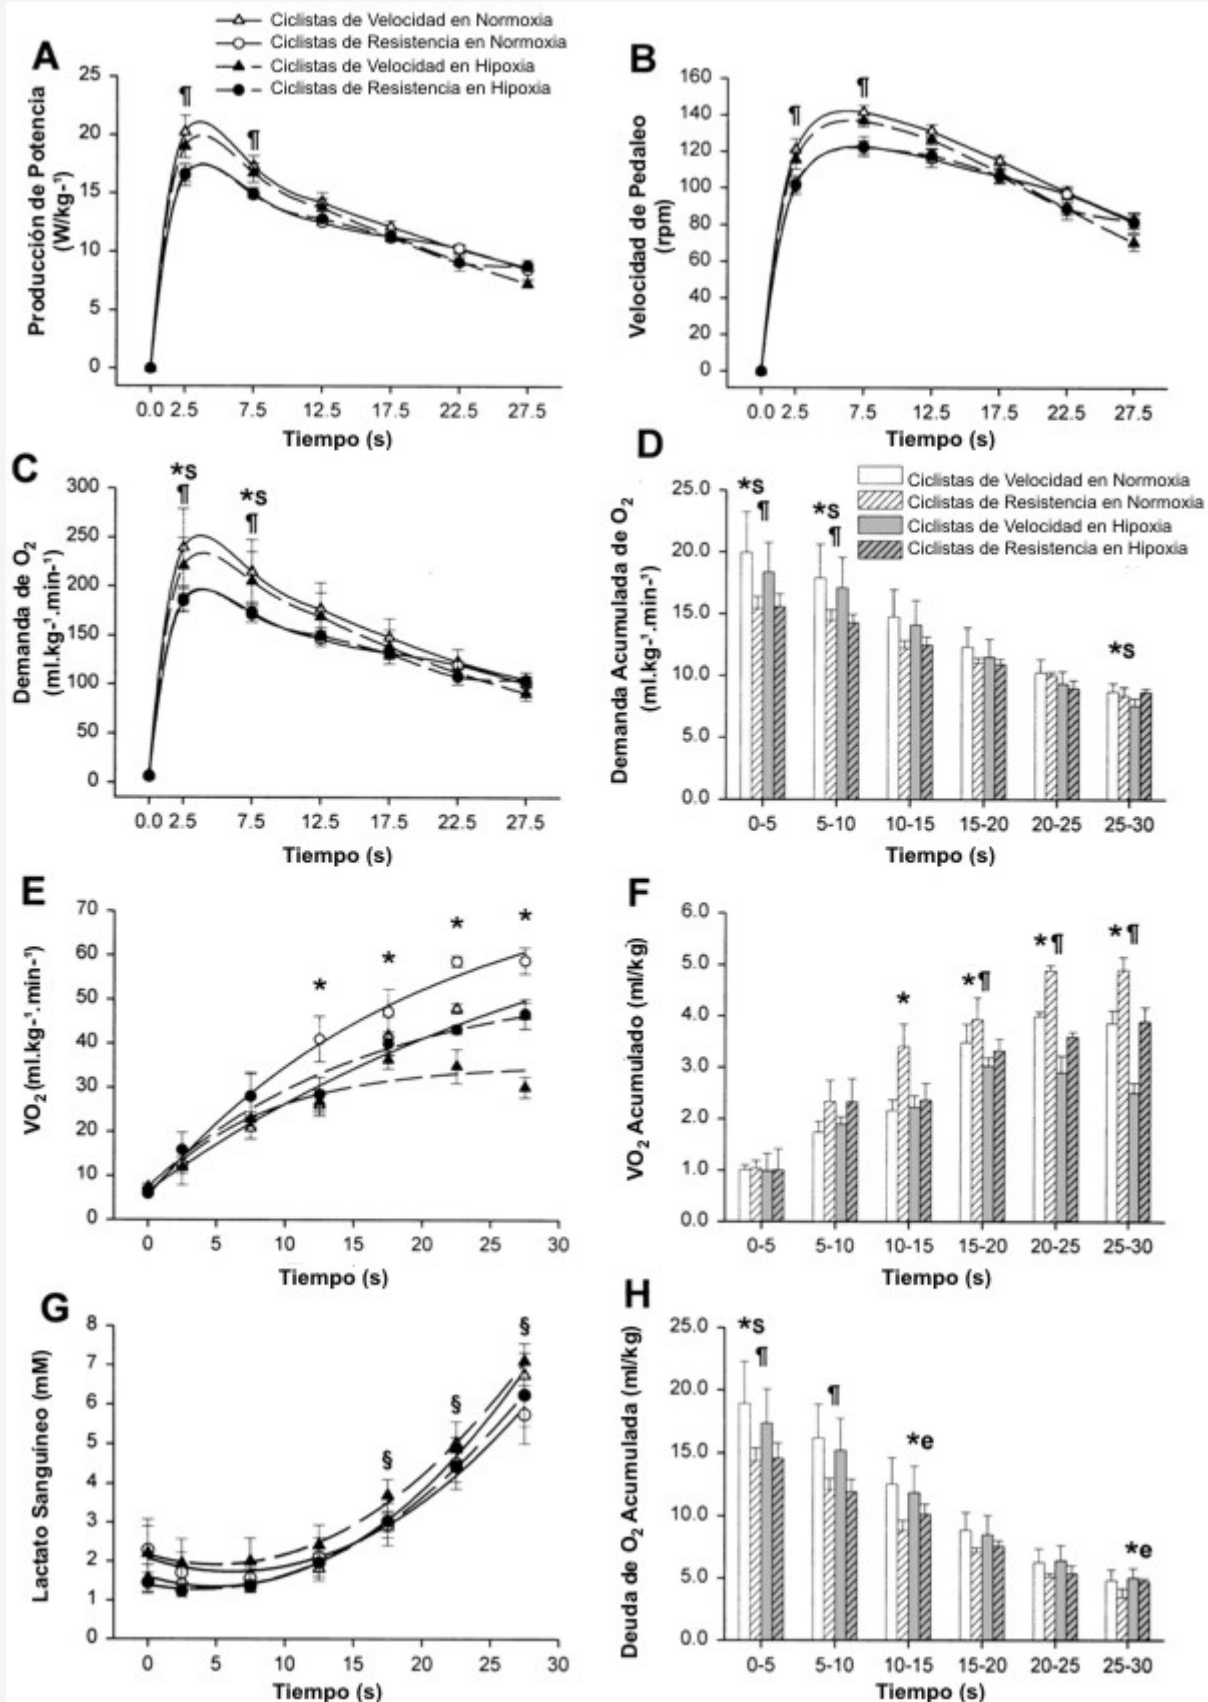 Ciclistas de Velocidad en Normoxia
Ciclistas de Resistencia en Normoxia
Ciclistas de Velocidad en Hipoxia
Ciclistas de Resistencia en Hipoxia
A
Producción de Potencia
(W/kg-¹)
25
20
15
10
5
0
¶
¶
0.0 2.5 7.5 12.5 17.5 22.5 27.5
Tiempo (s)
B
Velocidad de Pedaleo
(rpm)
160
140
120
100
80
60
40
20
0
¶
¶
0.0 2.5 7.5 12.5 17.5 22.5 27.5
Tiempo (s)
C
Demanda de O₂
(ml.kg-¹.min-¹)
300
250
200
150
100
50
0
*s
¶
*s
¶
0.0 2.5 7.5 12.5 17.5 22.5 27.5
Tiempo (s)
D
Ciclistas de Velocidad en Normoxia
Ciclistas de Resistencia en Normoxia
Ciclistas de Velocidad en Hipoxia
Ciclistas de Resistencia en Hipoxia
Demanda Acumulada de O₂
(ml.kg-¹.min-¹)
25.0
20.0
15.0
10.0
5.0
0.0
*s
¶
*s
¶
*s
0-5 5-10 10-15 15-20 20-25 25-30
Tiempo (s)
E
VO₂ (ml.kg-¹.min-¹)
70
60
50
40
30
20
10
0
* * * *
0 5 10 15 20 25 30
Tiempo (s)
F
VO₂ Acumulado (ml/kg)
6.0
5.0
4.0
3.0
2.0
1.0
0.0
*
*¶
*¶
*¶
0-5 5-10 10-15 15-20 20-25 25-30
Tiempo (s)
G
Lactato Sanguíneo (mM)
8
7
6
5
4
3
2
1
0
§
§
§
0 5 10 15 20 25 30
Tiempo (s)
H
Deuda de O₂ Acumulada (ml/kg)
25.0
20.0
15.0
10.0
5.0
0.0
*s
¶
¶
*e
*e
0-5 5-10 10-15 15-20 20-25 25-30
Tiempo (s)